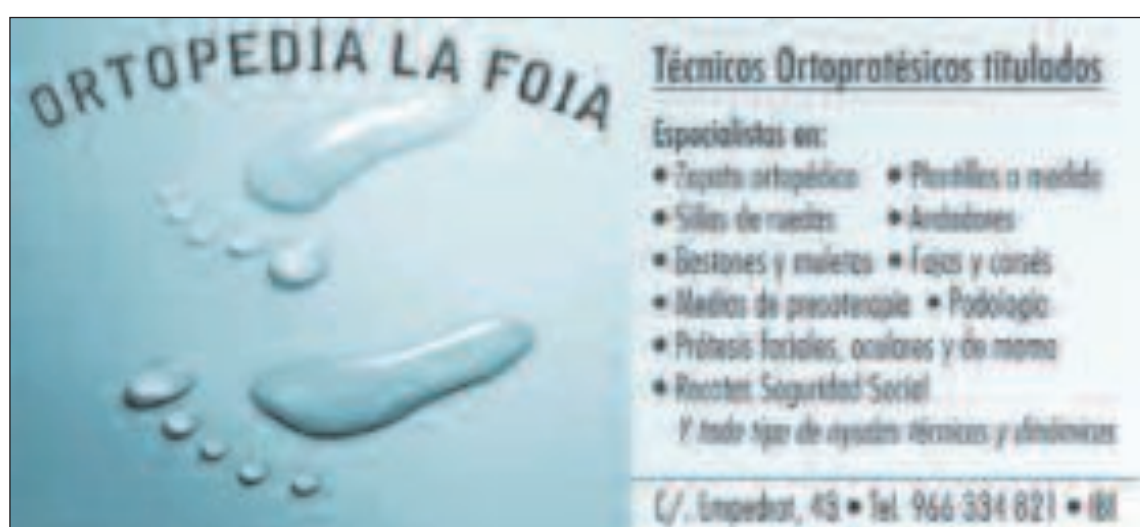 ORTOPEDIA LA FOIA
Técnicos Ortoprotésicos titulados
Especialistas en:
• Zapato ortopédico • Plantillas a medida
• Sillas de ruedas • Andadores
• Bastones y muletas • Fajas y corsés
• Medias de presoterapia • Podología
• Prótesis faciales, oculares y de mama
• Recetas Seguridad Social
Y todo tipo de ayudas técnicas y dinámicas
C/. Empedrat, 43 • Tel. 966 334 821 • IBI